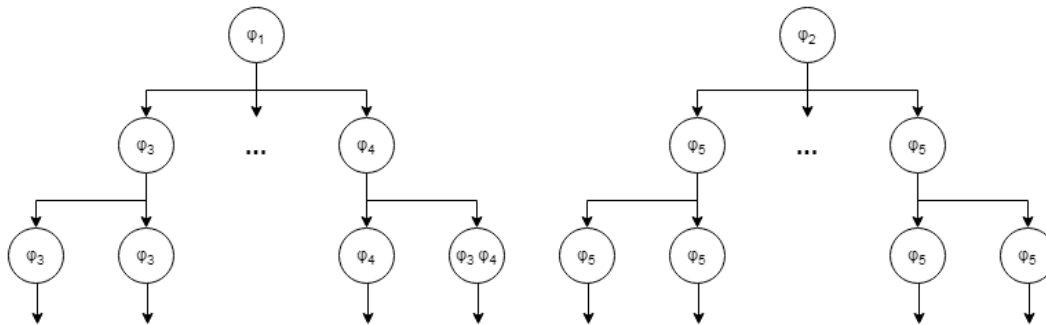 φ₁ φ₂
φ₃ ... φ₄ φ₅ ... φ₅
φ₃ φ₃ φ₄ φ₃ φ₄ φ₅ φ₅ φ₅ φ₅